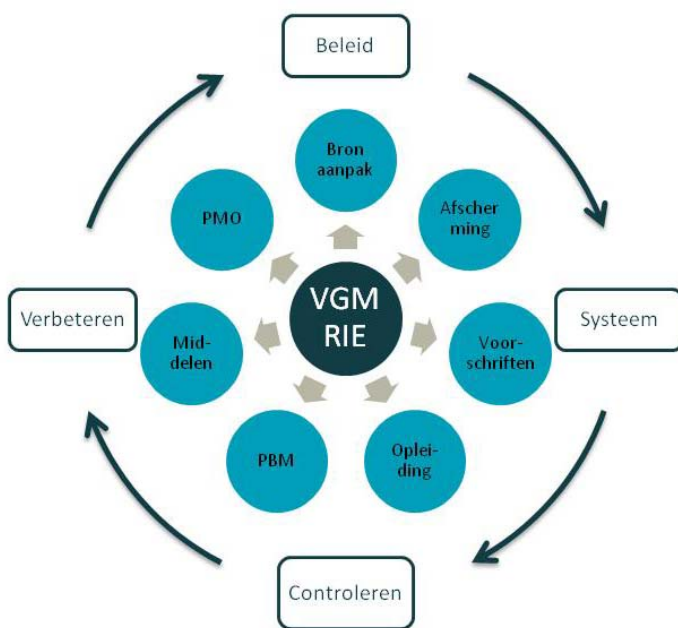 Beleid
Bron
aanpak
Afscher
ming
PMO
VGM
RIE
Verbeteren
Mid-
delen
Voor-
schriften
Systeem
PBM
Oplei-
ding
Controleren